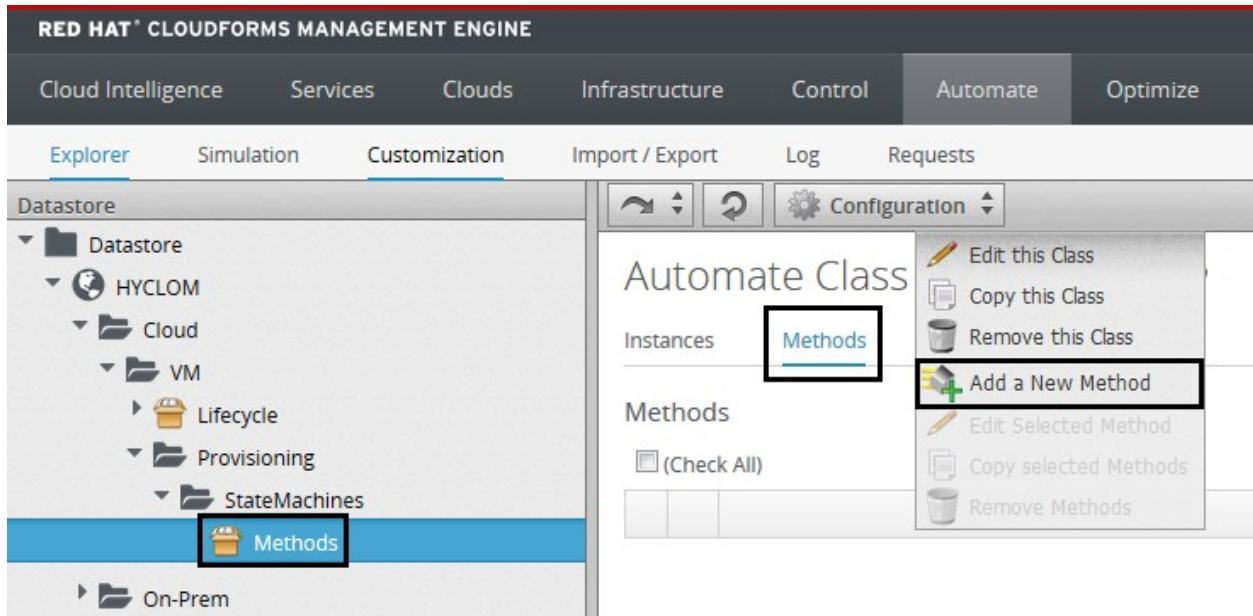 RED HAT® CLOUDFORMS MANAGEMENT ENGINE
Cloud Intelligence Services Clouds Infrastructure Control Automate Optimize
Explorer Simulation Customization Import / Export Log Requests
Datastore
Datastore
HYCLOM
Cloud
VM
Lifecycle
Provisioning
StateMachines
Methods
On-Prem
Configuration
Automate Class
Instances Methods
Methods
(Check All)
Edit this Class
Copy this Class
Remove this Class
Add a New Method
Edit Selected Method
Copy selected Methods
Remove Methods